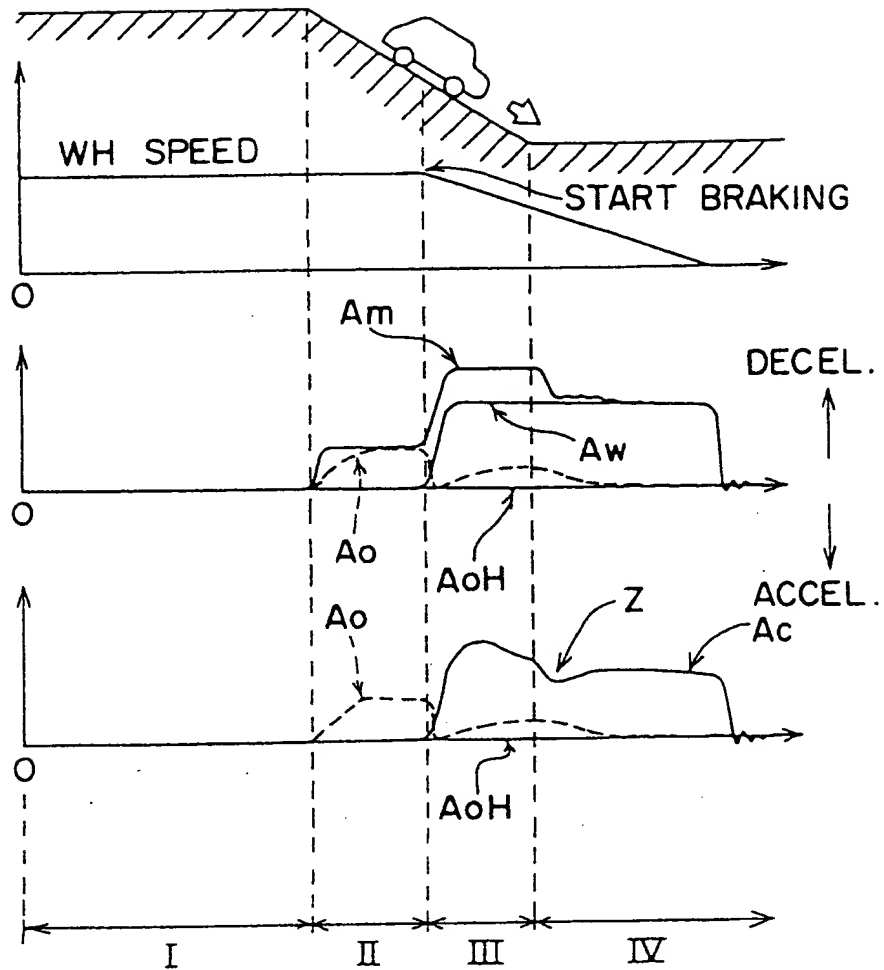 WH SPEED
START BRAKING
O
Am
DECEL.
Aw
O
Ao
AoH
ACCEL.
Ao
Z
Ac
O
AoH
I
II
III
IV